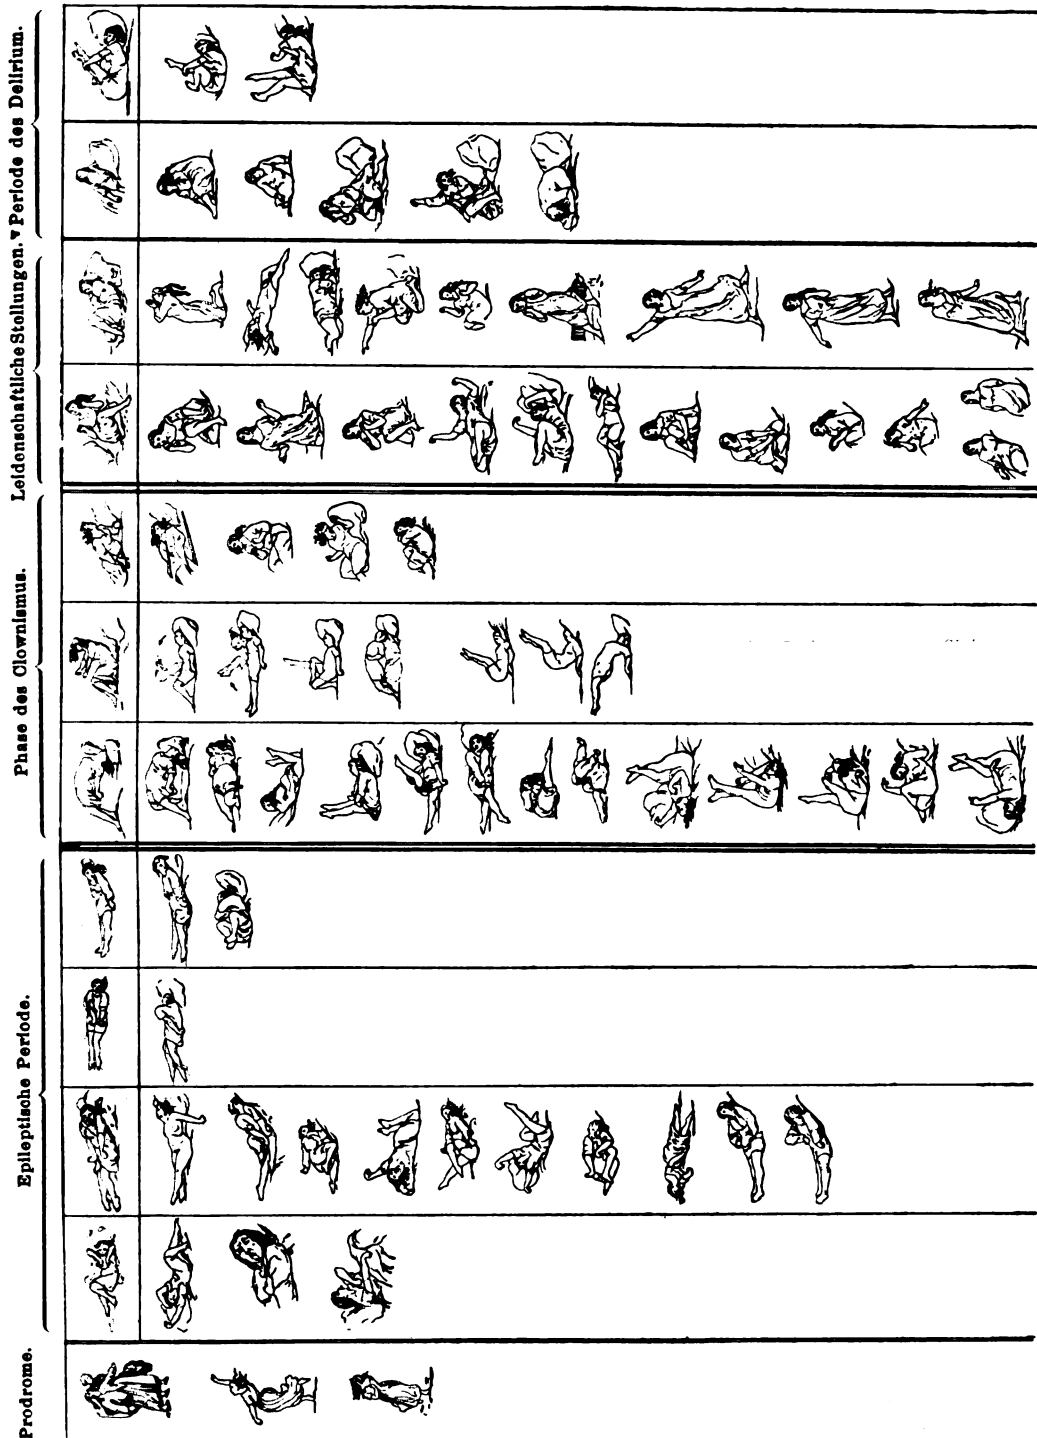 Prodrome.
Epileptische Periode.
Phase des Clownismus.
Leidenschaftliche Stellungen.
Periode des Delirium.